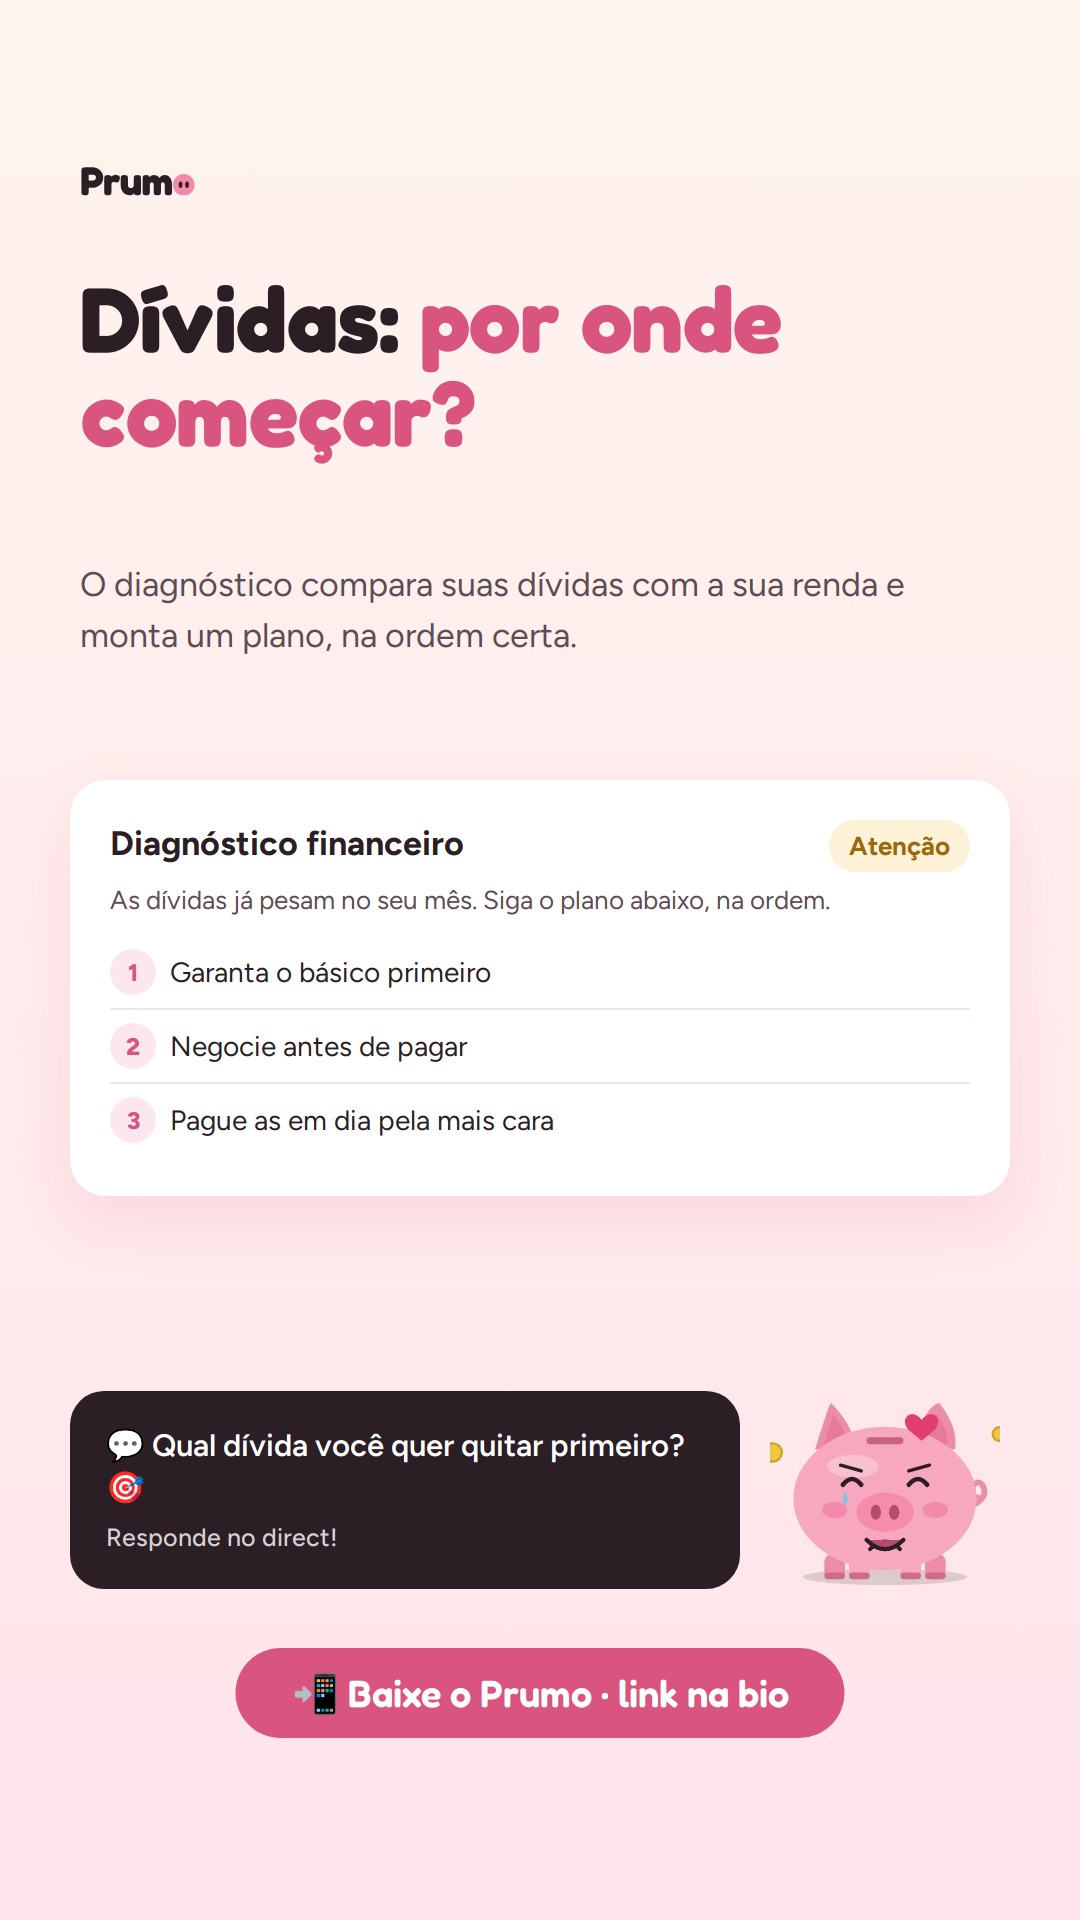 Prumo
Dívidas: por onde
começar?
O diagnóstico compara suas dívidas com a sua renda e
monta um plano, na ordem certa.
Diagnóstico financeiro
Atenção
As dívidas já pesam no seu mês. Siga o plano abaixo, na ordem.
1 Garanta o básico primeiro
2 Negocie antes de pagar
3 Pague as em dia pela mais cara
💬 Qual dívida você quer quitar primeiro?
🎯
Responde no direct!
📲 Baixe o Prumo · link na bio